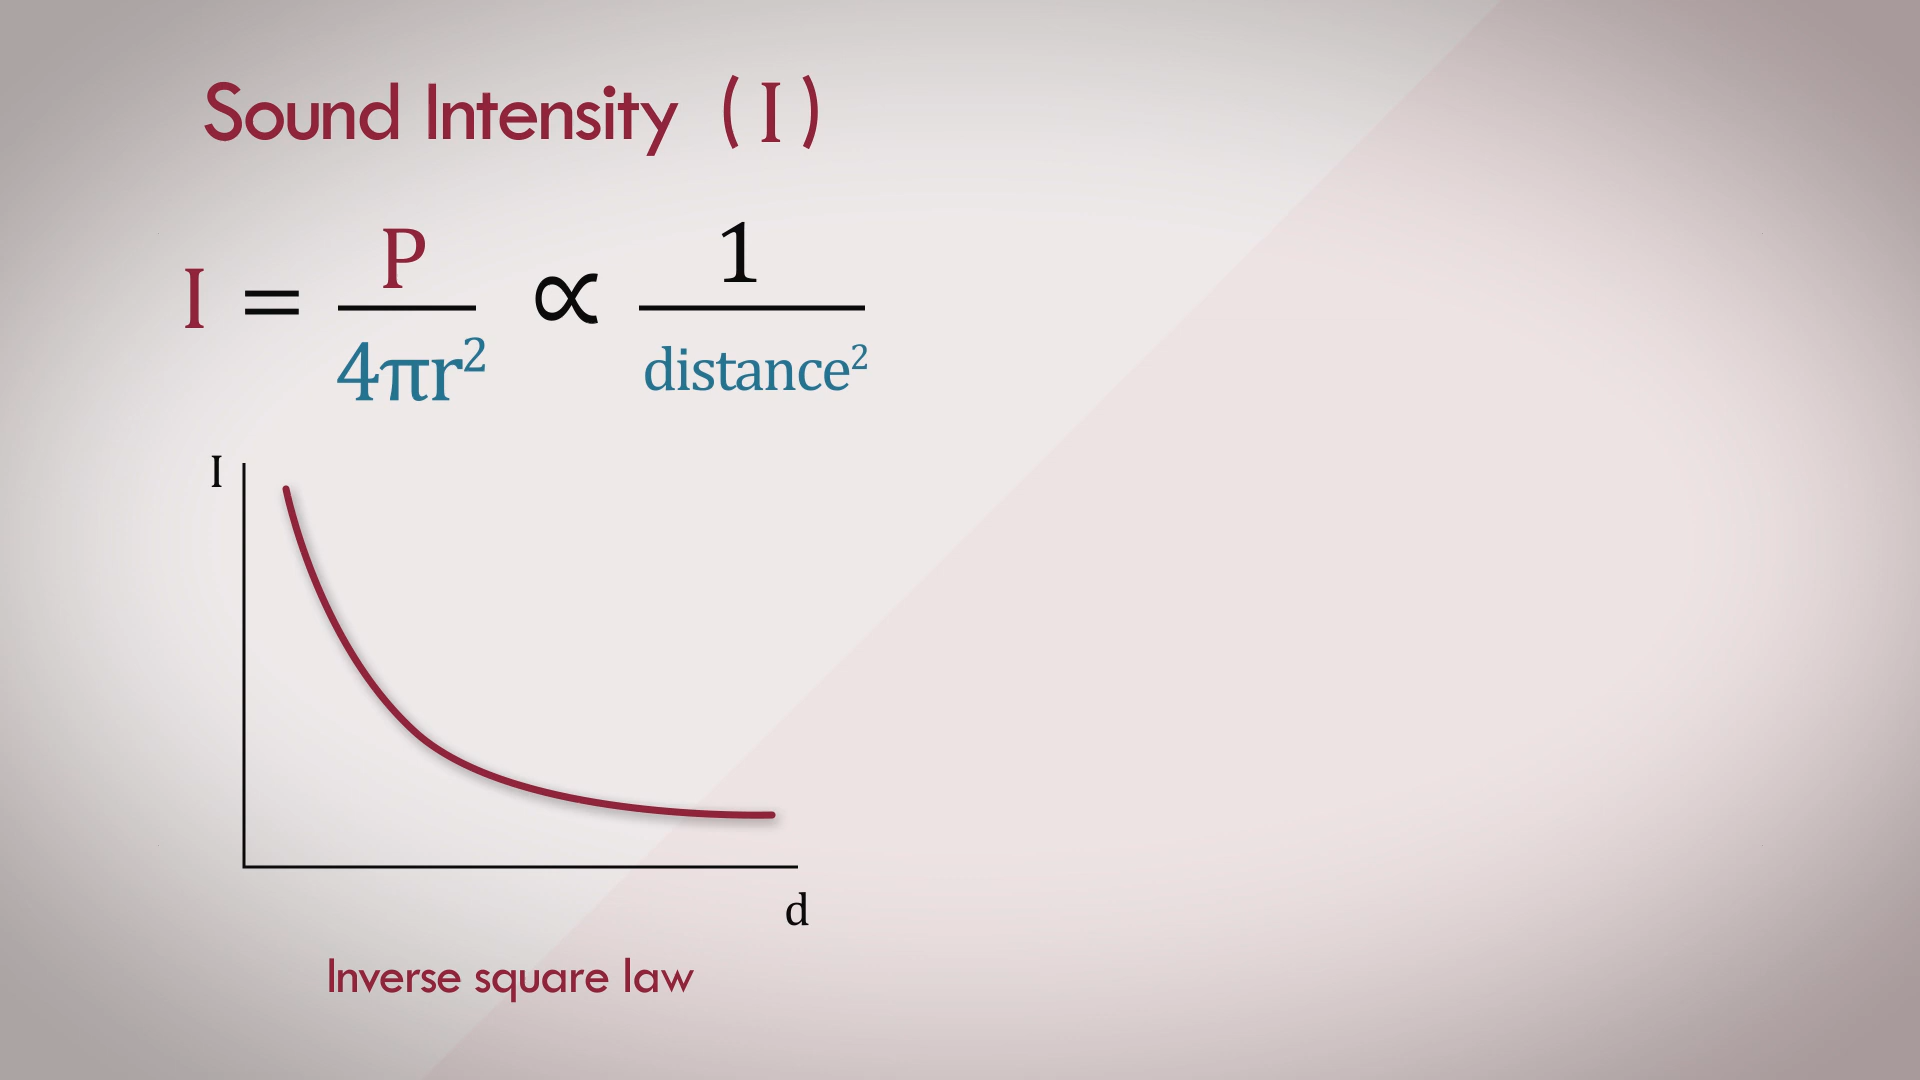 Sound Intensity ( I )
I = P / 4πr² ∝ 1 / distance²
I
d
Inverse square law